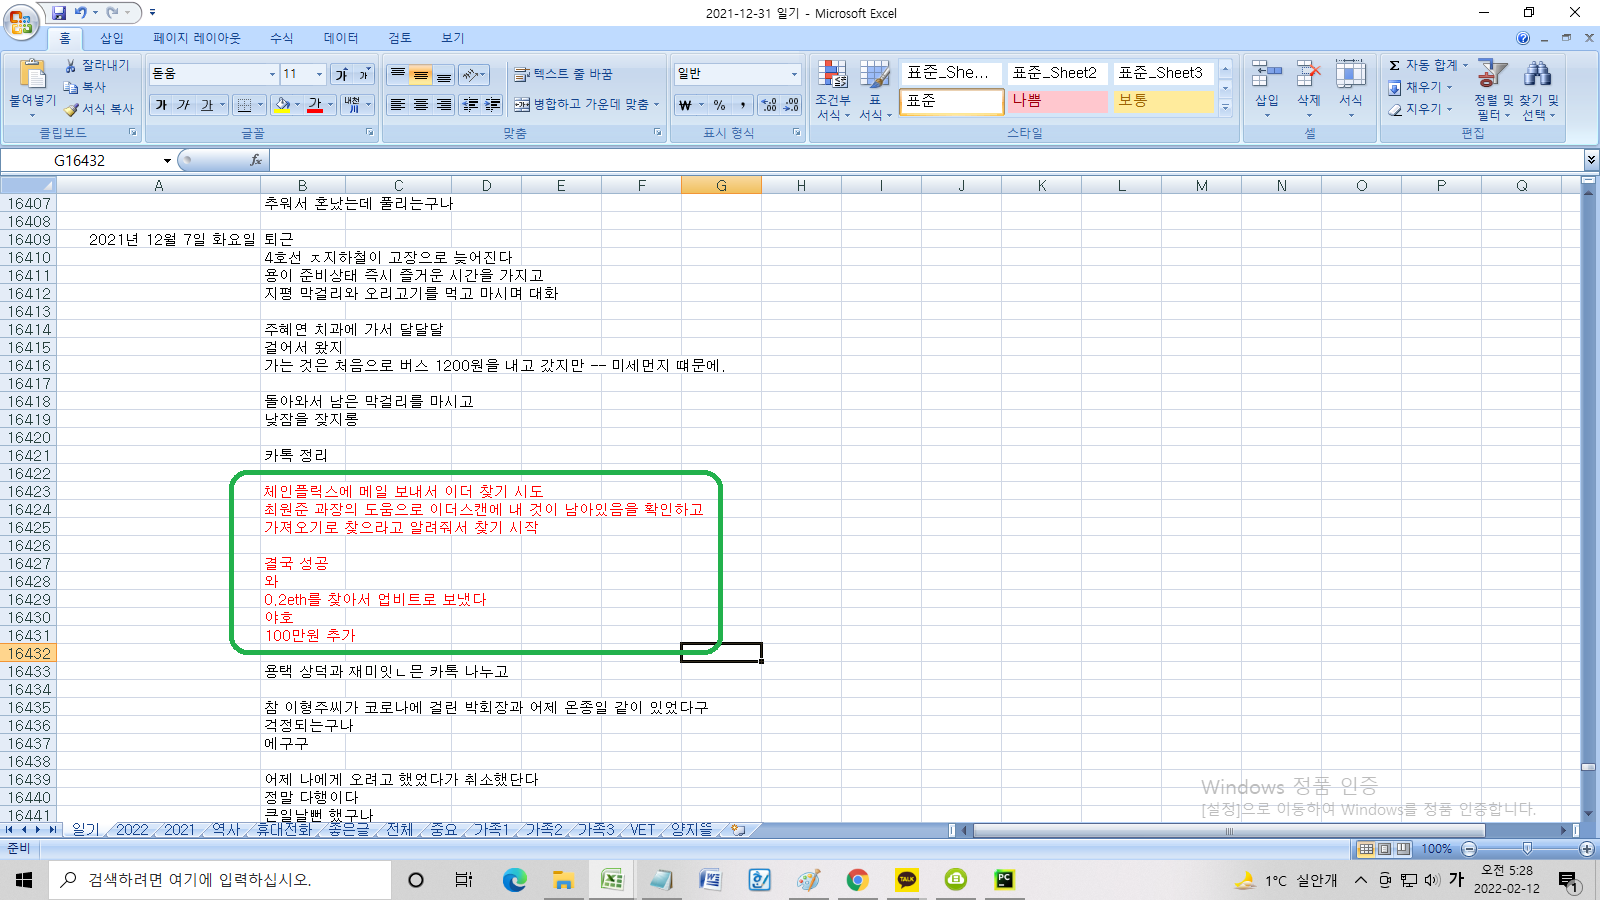 2021-12-31 일기 - Microsoft Excel
홈 삽입 페이지 레이아웃 수식 데이터 검토 보기
붙여넣기 잘라내기 복사 서식 복사 클립보드
돋움 11 가 가 가 가 가 가 내천 글꼴
텍스트 줄 바꿈
병합하고 가운데 맞춤
맞춤
일반
₩ % ,
표시 형식
조건부 서식 표 서식
표준_She... 표준_Sheet2 표준_Sheet3
표준 나쁨 보통
스타일
삽입 삭제 서식
셀
Σ 자동 합계
채우기
지우기
정렬 및 필터 찾기 및 선택
편집
G16432 fx
A B C D E F G H I J K L M N O P Q
16407 추워서 혼났는데 풀리는구나
16408
16409 2021년 12월 7일 화요일 퇴근
16410 4호선 ㅈ지하철이 고장으로 늦어진다
16411 용이 준비상태 즉시 즐거운 시간을 가지고
16412 지평 막걸리와 오리고기를 먹고 마시며 대화
16413
16414 주혜연 치과에 가서 달달달
16415 걸어서 왔지
16416 가는 것은 처음으로 버스 1200원을 내고 갔지만 -- 미세먼지 떄문에.
16417
16418 돌아와서 남은 막걸리를 마시고
16419 낮잠을 잦지롱
16420
16421 카톡 정리
16422
16423 체인플럭스에 메일 보내서 이더 찾기 시도
16424 최원준 과장의 도움으로 이더스캔에 내 것이 남아있음을 확인하고
16425 가져오기로 찾으라고 알려줘서 찾기 시작
16426
16427 결국 성공
16428 와
16429 0.2eth를 찾아서 업비트로 보냈다
16430 야호
16431 100만원 추가
16432
16433 용택 상덕과 재미잇ㄴ믄 카톡 나누고
16434
16435 참 이형주씨가 코로나에 걸린 박회장과 어제 온종일 같이 있었다구
16436 걱정되는구나
16437 에구구
16438
16439 어제 나에게 오려고 했었다가 취소했단다
16440 정말 다행이다
16441 큰일날뻔 했구나
Windows 정품 인증
[설정]으로 이동하여 Windows를 정품 인증합니다.
일기 2022 2021 역사 휴대전화 좋은글 전체 중요 가족1 가족2 가족3 VET 양지뜰
준비 100%
검색하려면 여기에 입력하십시오.
TALK PC
1°C 실안개 가 오전 5:28
2022-02-12
1